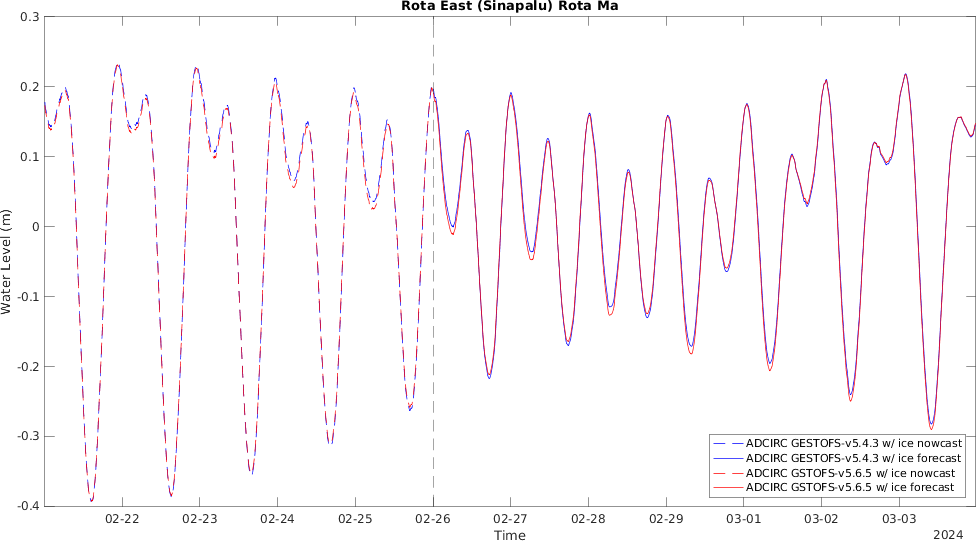 Rota East (Sinapalu) Rota Ma
0.3
0.2
0.1
0
-0.1
-0.2
-0.3
-0.4
Water Level (m)
ADCIRC GESTOFS-v5.4.3 w/ ice nowcast
ADCIRC GESTOFS-v5.4.3 w/ ice forecast
ADCIRC GSTOFS-v5.6.5 w/ ice nowcast
ADCIRC GSTOFS-v5.6.5 w/ ice forecast
02-22 02-23 02-24 02-25 02-26 02-27 02-28 02-29 03-01 03-02 03-03
Time
2024